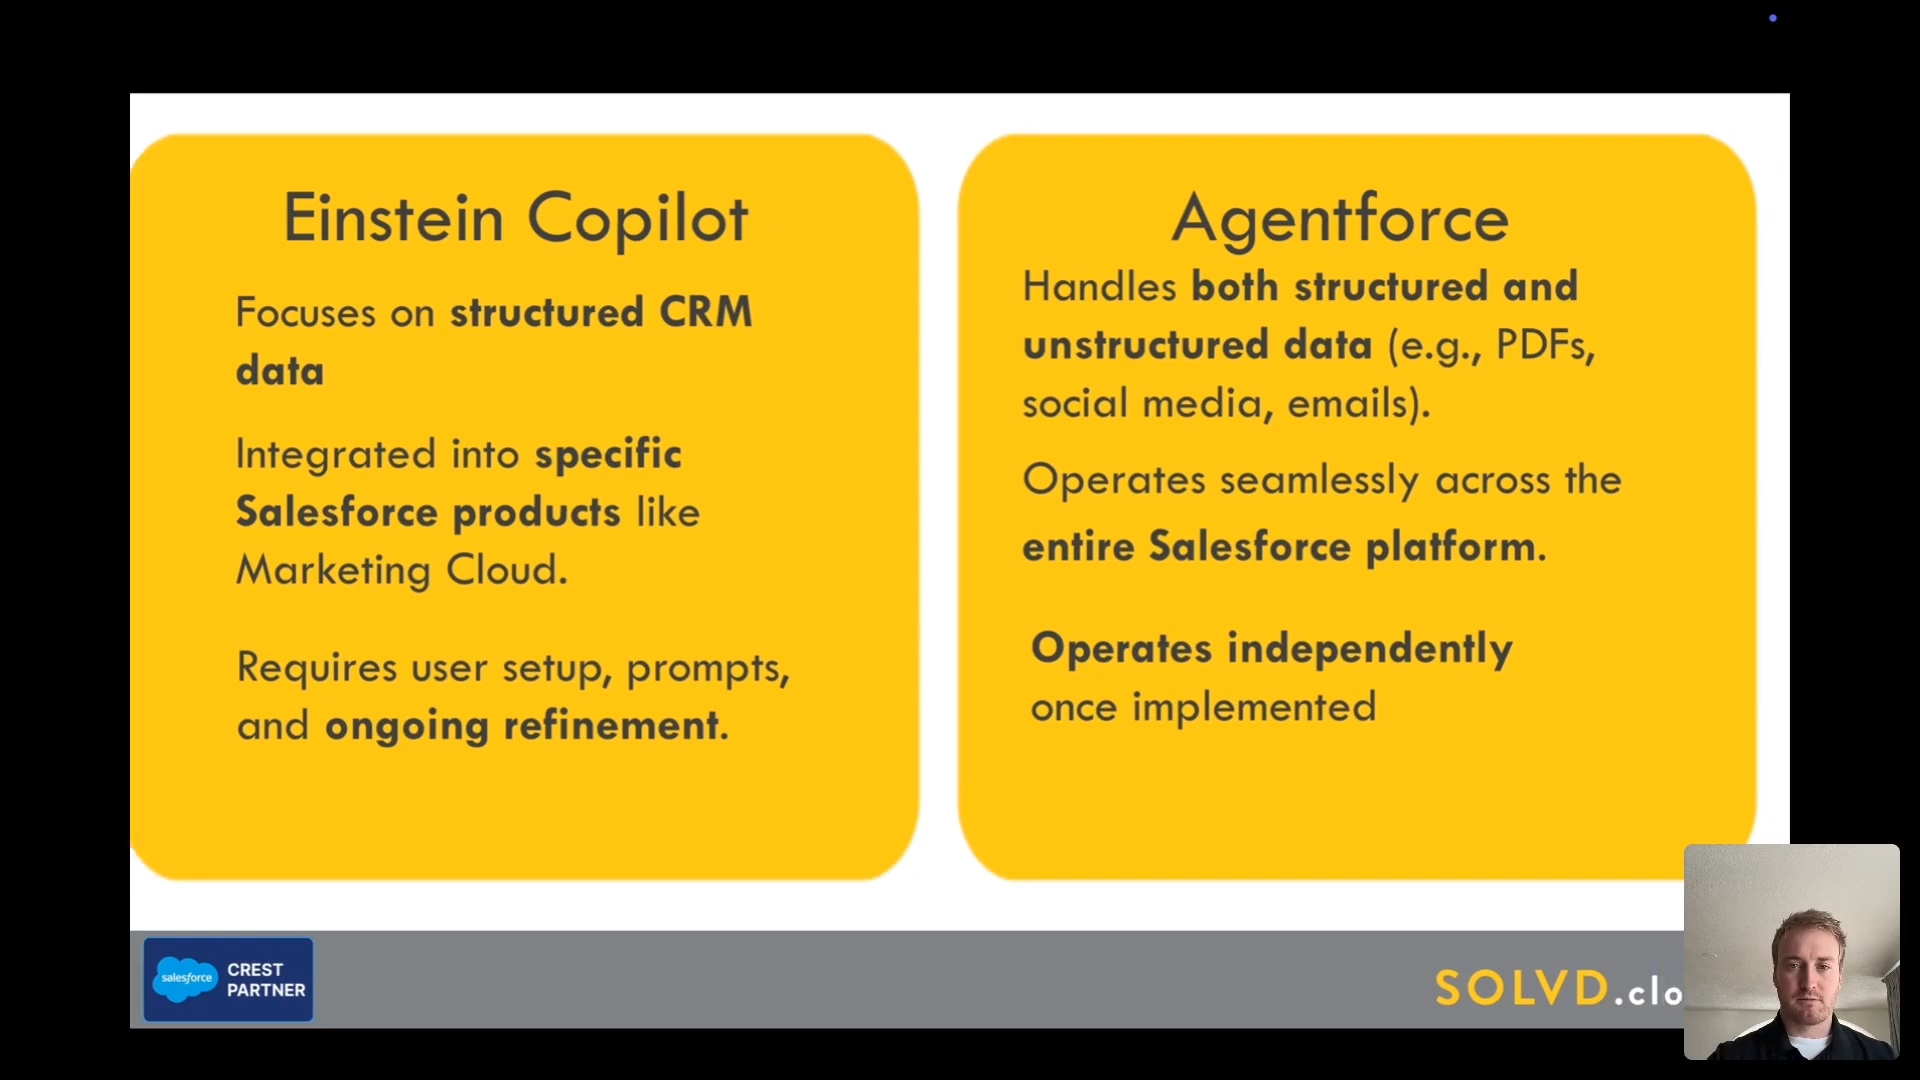 Einstein Copilot
Focuses on structured CRM
data
Integrated into specific
Salesforce products like
Marketing Cloud.
Requires user setup, prompts,
and ongoing refinement.
Agentforce
Handles both structured and
unstructured data (e.g., PDFs,
social media, emails).
Operates seamlessly across the
entire Salesforce platform.
Operates independently
once implemented
salesforce
CREST
PARTNER
SOLVD.clo